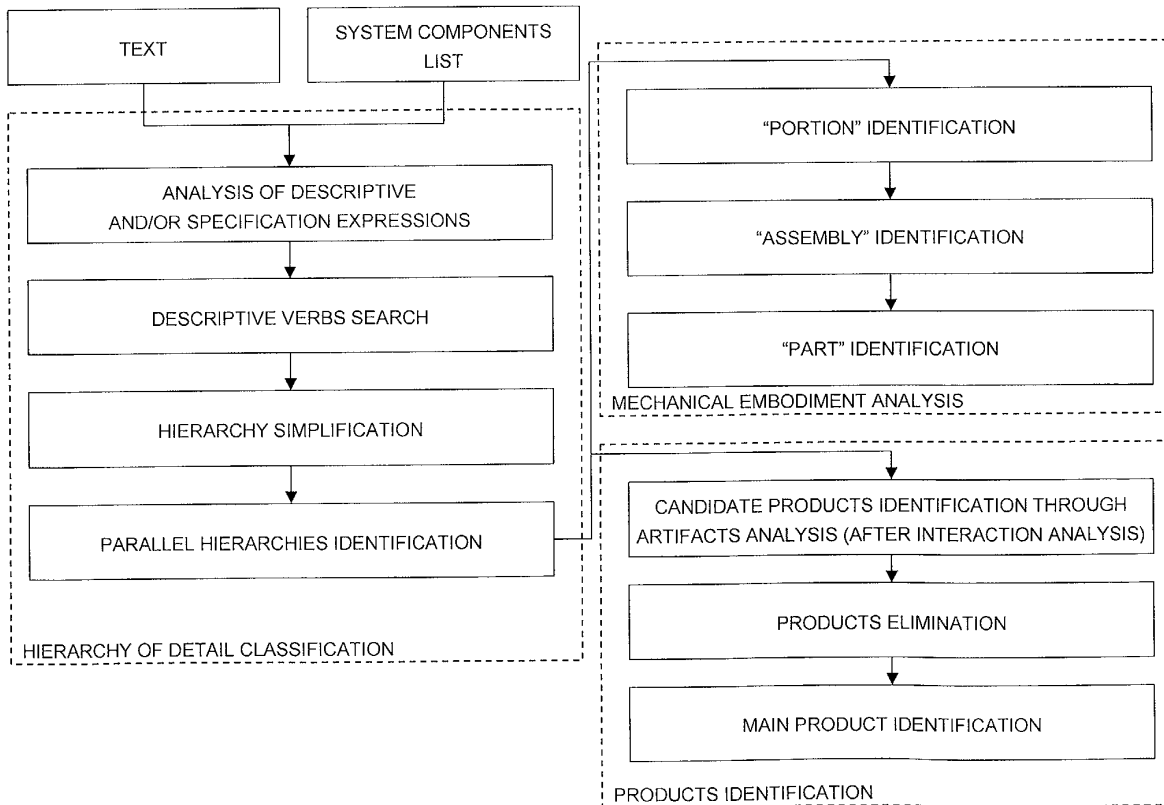 TEXT
SYSTEM COMPONENTS
LIST
ANALYSIS OF DESCRIPTIVE
AND/OR SPECIFICATION EXPRESSIONS
DESCRIPTIVE VERBS SEARCH
HIERARCHY SIMPLIFICATION
PARALLEL HIERARCHIES IDENTIFICATION
HIERARCHY OF DETAIL CLASSIFICATION
“PORTION” IDENTIFICATION
“ASSEMBLY” IDENTIFICATION
“PART” IDENTIFICATION
MECHANICAL EMBODIMENT ANALYSIS
CANDIDATE PRODUCTS IDENTIFICATION THROUGH
ARTIFACTS ANALYSIS (AFTER INTERACTION ANALYSIS)
PRODUCTS ELIMINATION
MAIN PRODUCT IDENTIFICATION
PRODUCTS IDENTIFICATION